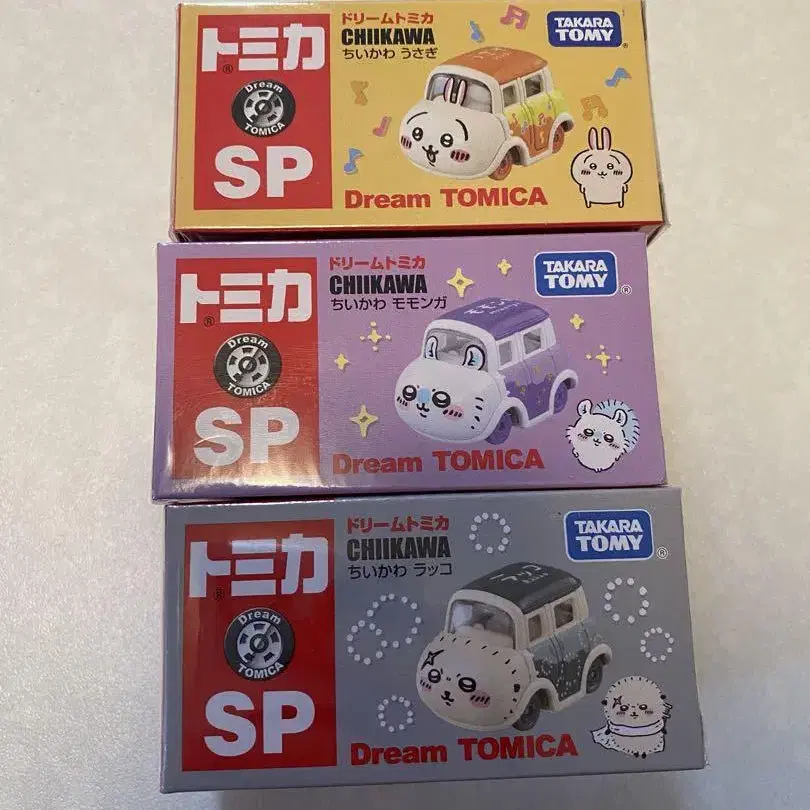 トミカ
®
Dream
TOMICA
SP
ドリームトミカ
CHIIKAWA
ちいかわ うさぎ
TAKARA
TOMY
®
Dream TOMICA
トミカ
®
Dream
TOMICA
SP
ドリームトミカ
CHIIKAWA
ちいかわ モモンガ
TAKARA
TOMY
®
Dream TOMICA
トミカ
®
Dream
TOMICA
SP
ドリームトミカ
CHIIKAWA
ちいかわ ラッコ
TAKARA
TOMY
®
ラッコ
Dream TOMICA